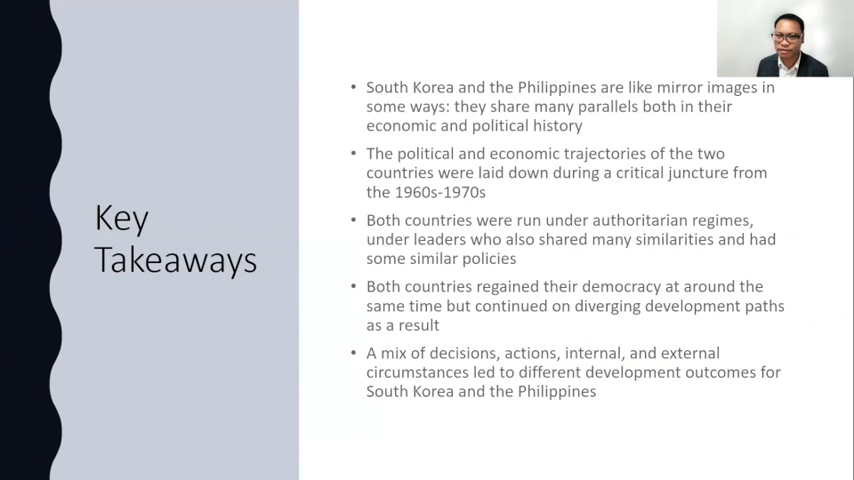 Key
Takeaways
• South Korea and the Philippines are like mirror images in
some ways: they share many parallels both in their
economic and political history
• The political and economic trajectories of the two
countries were laid down during a critical juncture from
the 1960s-1970s
• Both countries were run under authoritarian regimes,
under leaders who also shared many similarities and had
some similar policies
• Both countries regained their democracy at around the
same time but continued on diverging development paths
as a result
• A mix of decisions, actions, internal, and external
circumstances led to different development outcomes for
South Korea and the Philippines